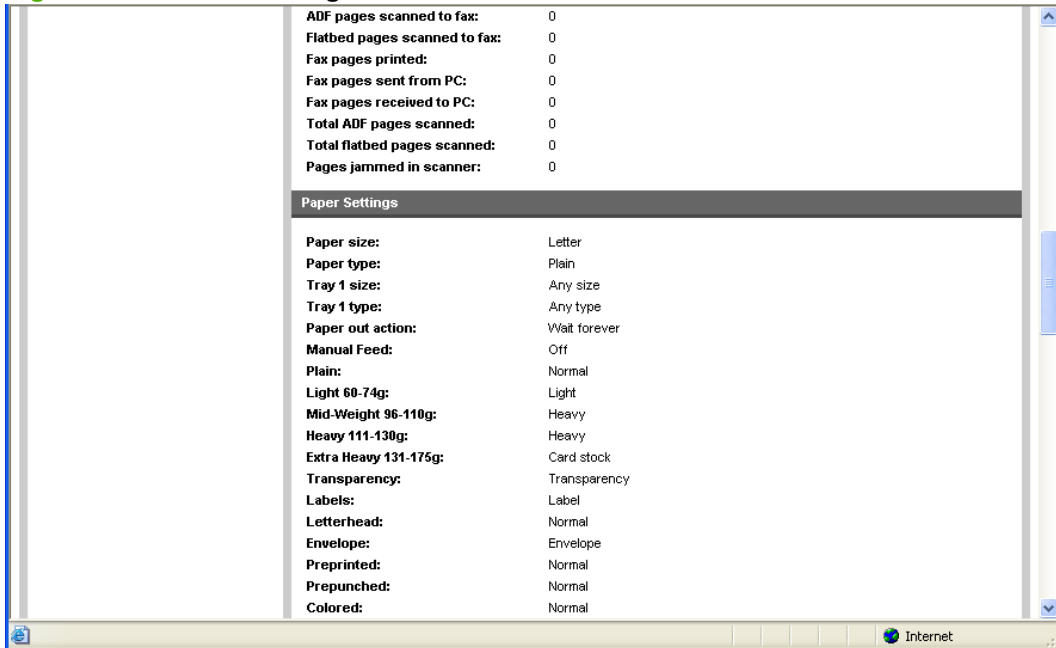 ADF pages scanned to fax: 0
Flatbed pages scanned to fax: 0
Fax pages printed: 0
Fax pages sent from PC: 0
Fax pages received to PC: 0
Total ADF pages scanned: 0
Total flatbed pages scanned: 0
Pages jammed in scanner: 0
Paper Settings
Paper size: Letter
Paper type: Plain
Tray 1 size: Any size
Tray 1 type: Any type
Paper out action: Wait forever
Manual Feed: Off
Plain: Normal
Light 60-74g: Light
Mid-Weight 96-110g: Heavy
Heavy 111-130g: Heavy
Extra Heavy 131-175g: Card stock
Transparency: Transparency
Labels: Label
Letterhead: Normal
Envelope: Envelope
Preprinted: Normal
Prepunched: Normal
Colored: Normal
Internet